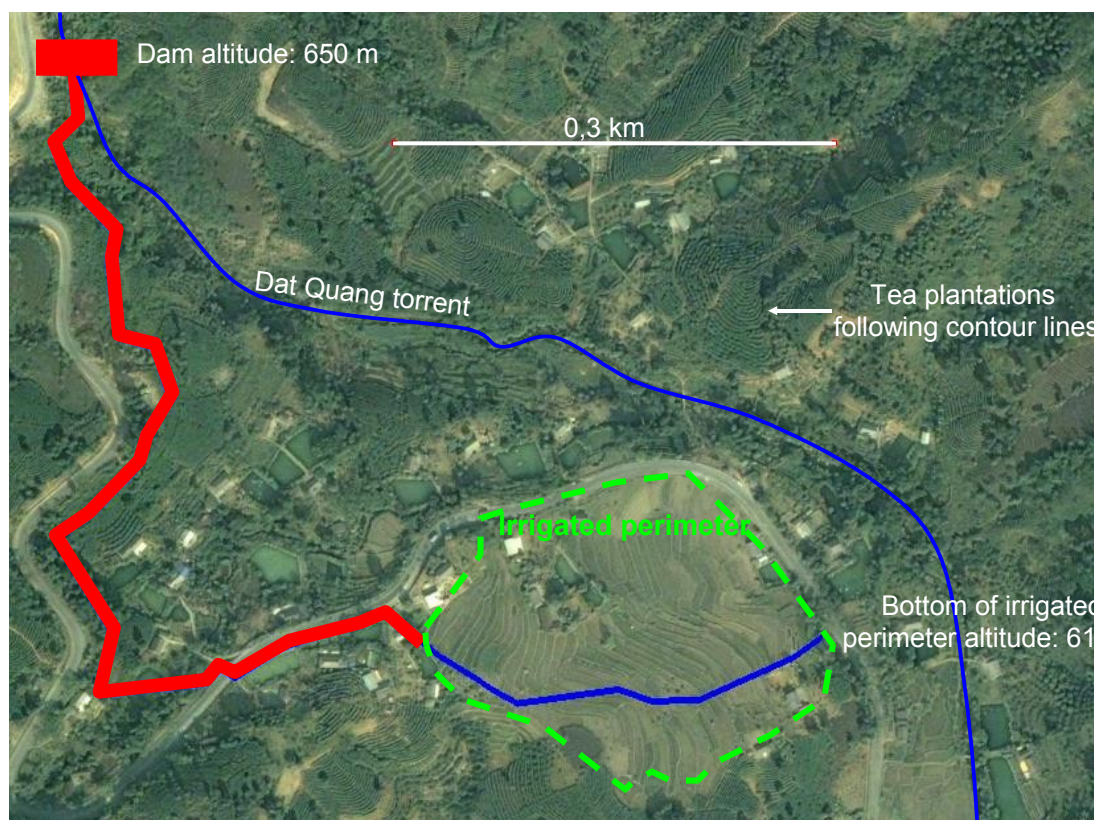 Dam altitude: 650 m
0,3 km
Dat Quang torrent
Tea plantations
following contour lines
Irrigated perimeter
Bottom of irrigated
perimeter altitude: 61